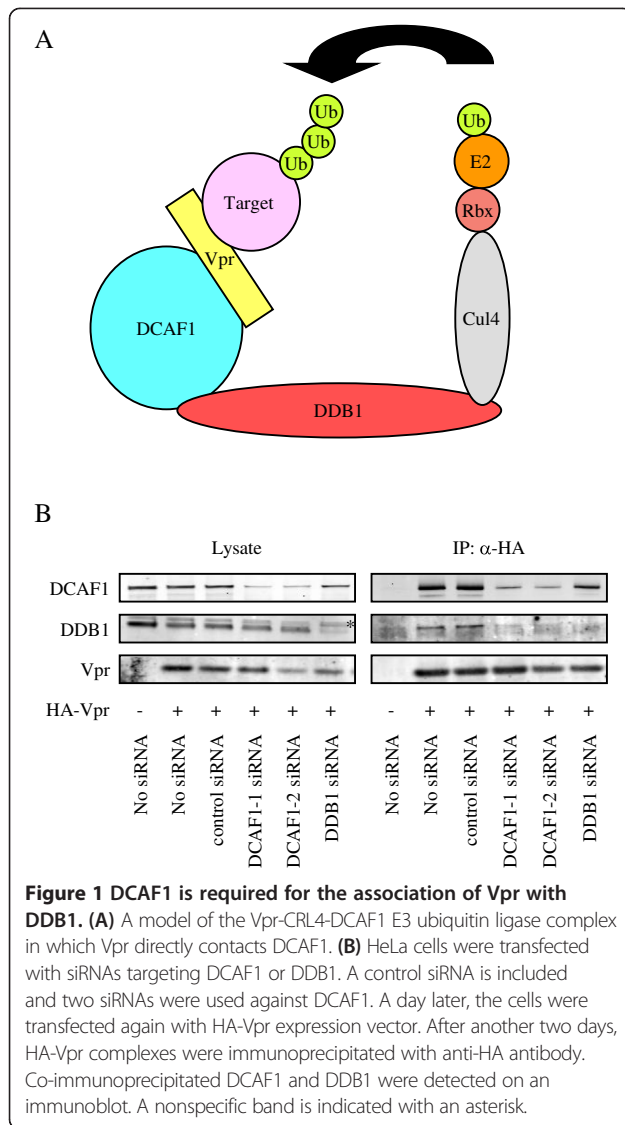 A
Ub
Ub
Ub
Ub
E2
Target
Rbx
Vpr
Cul4
DCAF1
DDB1
B
Lysate
IP: α-HA
DCAF1
DDB1
*
Vpr
HA-Vpr - + + + + + - + + + + +
No siRNA
No siRNA
control siRNA
DCAF1-1 siRNA
DCAF1-2 siRNA
DDB1 siRNA
No siRNA
No siRNA
control siRNA
DCAF1-1 siRNA
DCAF1-2 siRNA
DDB1 siRNA
Figure 1 DCAF1 is required for the association of Vpr with
DDB1. (A) A model of the Vpr-CRL4-DCAF1 E3 ubiquitin ligase complex
in which Vpr directly contacts DCAF1. (B) HeLa cells were transfected
with siRNAs targeting DCAF1 or DDB1. A control siRNA is included
and two siRNAs were used against DCAF1. A day later, the cells were
transfected again with HA-Vpr expression vector. After another two days,
HA-Vpr complexes were immunoprecipitated with anti-HA antibody.
Co-immunoprecipitated DCAF1 and DDB1 were detected on an
immunoblot. A nonspecific band is indicated with an asterisk.